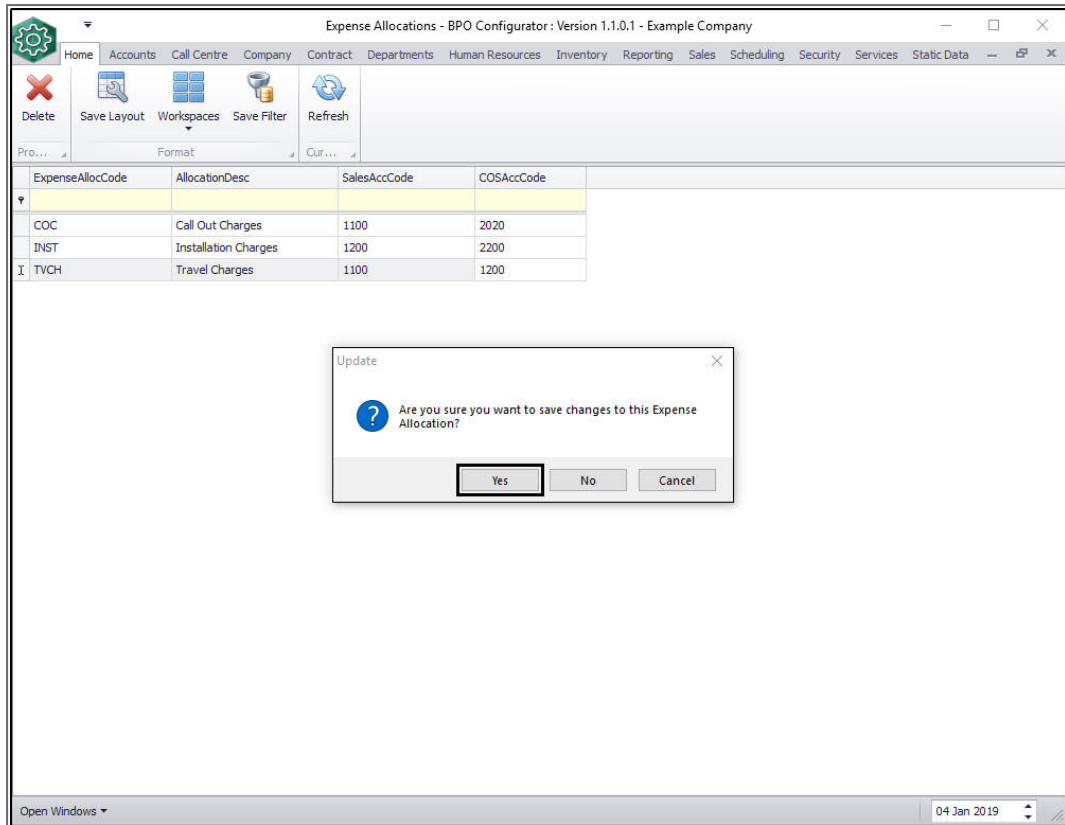 Expense Allocations - BPO Configurator : Version 1.1.0.1 - Example Company
Home Accounts Call Centre Company Contract Departments Human Resources Inventory Reporting Sales Scheduling Security Services Static Data
Delete Save Layout Workspaces Save Filter Refresh
Pro... Format Cur...
ExpenseAllocCode AllocationDesc SalesAccCode COSAccCode
COC Call Out Charges 1100 2020
INST Installation Charges 1200 2200
TVCH Travel Charges 1100 1200
Update
Are you sure you want to save changes to this Expense
Allocation?
Yes No Cancel
Open Windows 04 Jan 2019